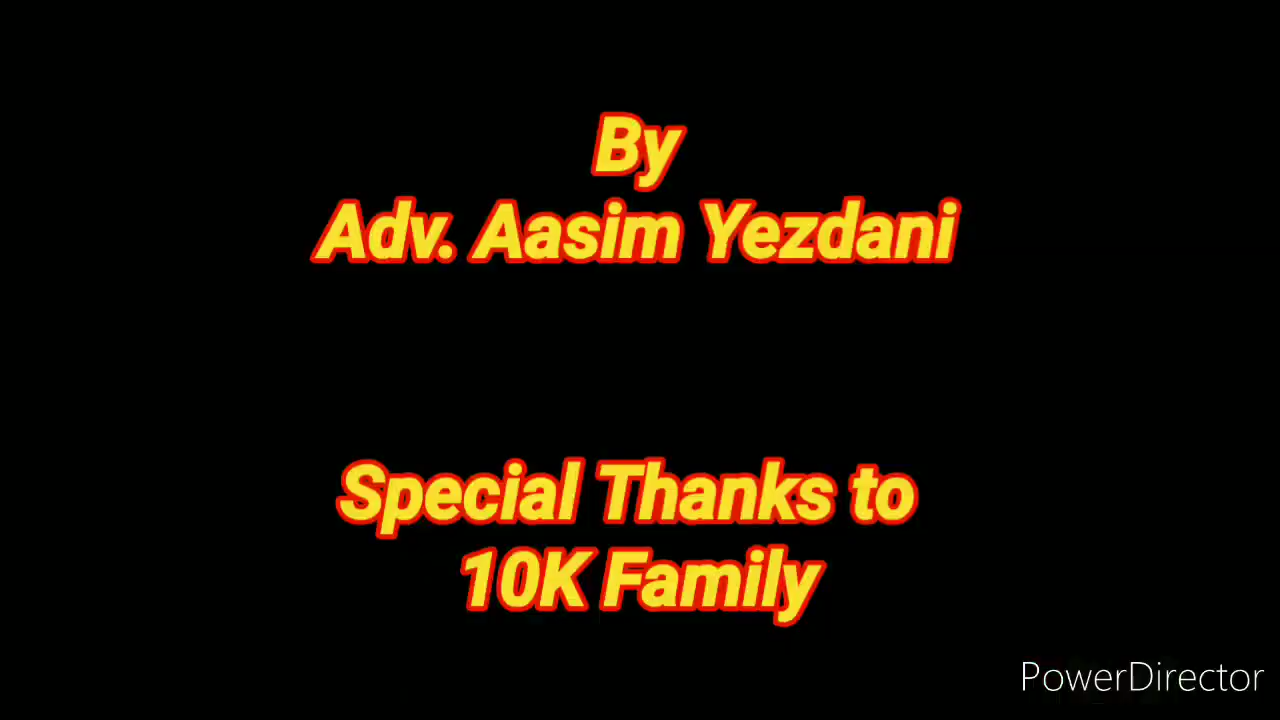 By
Adv. Aasim Yezdani
Special Thanks to
10K Family
PowerDirector